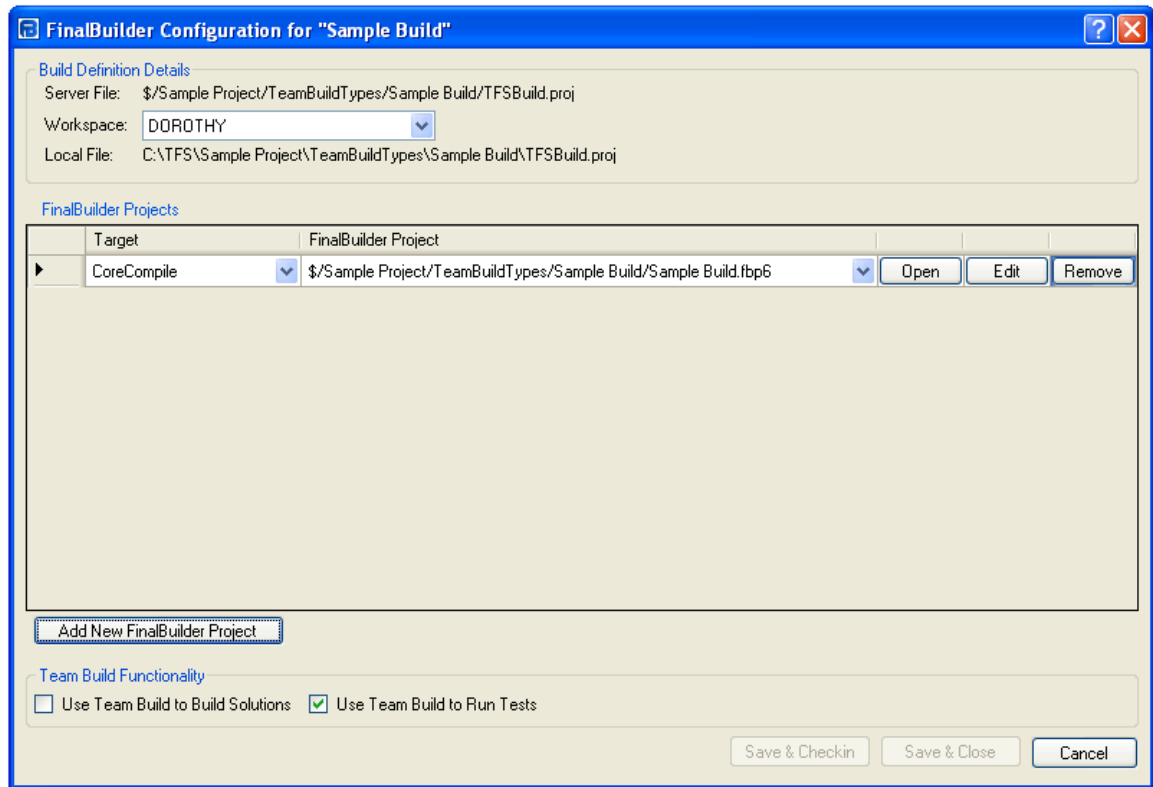 FinalBuilder Configuration for "Sample Build"
?
Build Definition Details
Server File: $/Sample Project/TeamBuildTypes/Sample Build/TFSBuild.proj
Workspace: DOROTHY
Local File: C:\TFS\Sample Project\TeamBuildTypes\Sample Build\TFSBuild.proj
FinalBuilder Projects
Target FinalBuilder Project
CoreCompile $/Sample Project/TeamBuildTypes/Sample Build/Sample Build.fbp6 Open Edit Remove
Add New FinalBuilder Project
Team Build Functionality
Use Team Build to Build Solutions Use Team Build to Run Tests
Save & Checkin Save & Close Cancel